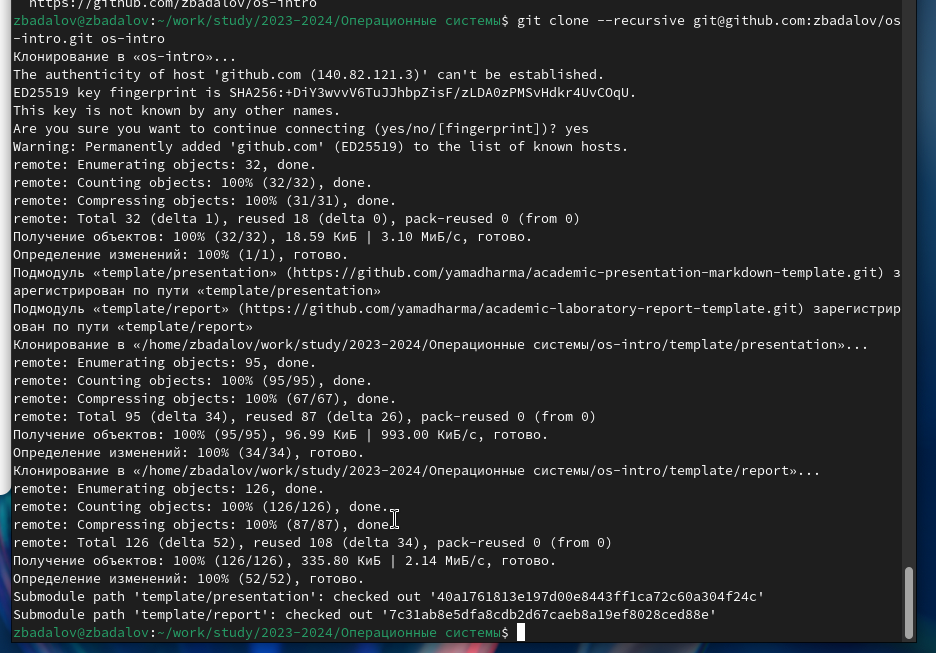 https://github.com/zbadalov/os-intro
zbadalov@zbadalov:~/work/study/2023-2024/Операционные системы$ git clone --recursive git@github.com:zbadalov/os
-intro.git os-intro
Клонирование в «os-intro»...
The authenticity of host 'github.com (140.82.121.3)' can't be established.
ED25519 key fingerprint is SHA256:+DiY3wvvV6TuJJhbpZisF/zLDA0zPMSvHdkr4UvCOqU.
This key is not known by any other names.
Are you sure you want to continue connecting (yes/no/[fingerprint])? yes
Warning: Permanently added 'github.com' (ED25519) to the list of known hosts.
remote: Enumerating objects: 32, done.
remote: Counting objects: 100% (32/32), done.
remote: Compressing objects: 100% (31/31), done.
remote: Total 32 (delta 1), reused 18 (delta 0), pack-reused 0 (from 0)
Получение объектов: 100% (32/32), 18.59 КиБ | 3.10 МиБ/с, готово.
Определение изменений: 100% (1/1), готово.
Подмодуль «template/presentation» (https://github.com/yamadharma/academic-presentation-markdown-template.git) з
арегистрирован по пути «template/presentation»
Подмодуль «template/report» (https://github.com/yamadharma/academic-laboratory-report-template.git) зарегистрир
ован по пути «template/report»
Клонирование в «/home/zbadalov/work/study/2023-2024/Операционные системы/os-intro/template/presentation»...
remote: Enumerating objects: 95, done.
remote: Counting objects: 100% (95/95), done.
remote: Compressing objects: 100% (67/67), done.
remote: Total 95 (delta 34), reused 87 (delta 26), pack-reused 0 (from 0)
Получение объектов: 100% (95/95), 96.99 КиБ | 993.00 КиБ/с, готово.
Определение изменений: 100% (34/34), готово.
Клонирование в «/home/zbadalov/work/study/2023-2024/Операционные системы/os-intro/template/report»...
remote: Enumerating objects: 126, done.
remote: Counting objects: 100% (126/126), done.
remote: Compressing objects: 100% (87/87), done.
remote: Total 126 (delta 52), reused 108 (delta 34), pack-reused 0 (from 0)
Получение объектов: 100% (126/126), 335.80 КиБ | 2.14 МиБ/с, готово.
Определение изменений: 100% (52/52), готово.
Submodule path 'template/presentation': checked out '40a1761813e197d00e8443ff1ca72c60a304f24c'
Submodule path 'template/report': checked out '7c31ab8e5dfa8cdb2d67caeb8a19ef8028ced88e'
zbadalov@zbadalov:~/work/study/2023-2024/Операционные системы$